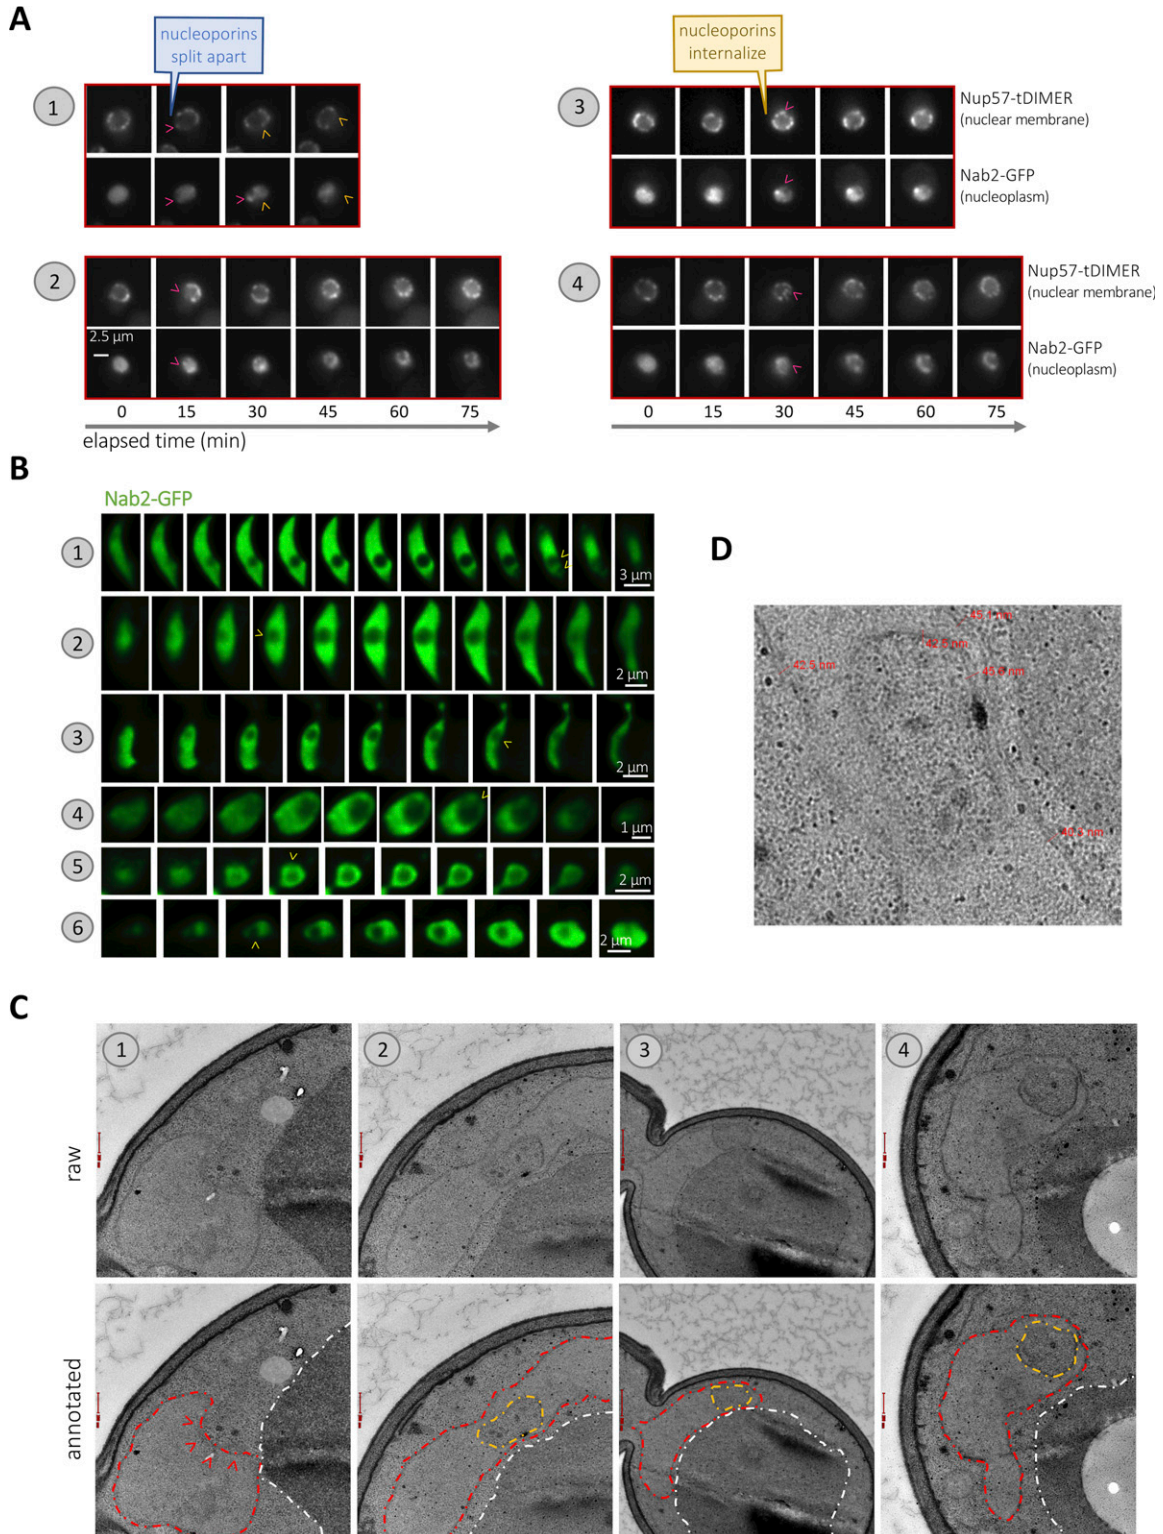 A
nucleoporins
split apart
nucleoporins
internalize
1
3
Nup57-tDIMER
(nuclear membrane)
Nab2-GFP
(nucleoplasm)
2
4
Nup57-tDIMER
(nuclear membrane)
2.5 µm
Nab2-GFP
(nucleoplasm)
0 15 30 45 60 75
0 15 30 45 60 75
elapsed time (min)
B
Nab2-GFP
1
3 µm
2
2 µm
3
2 µm
4
1 µm
5
2 µm
6
2 µm
D
45.1 nm
42.5 nm
C
1
2
3
4
raw
annotated